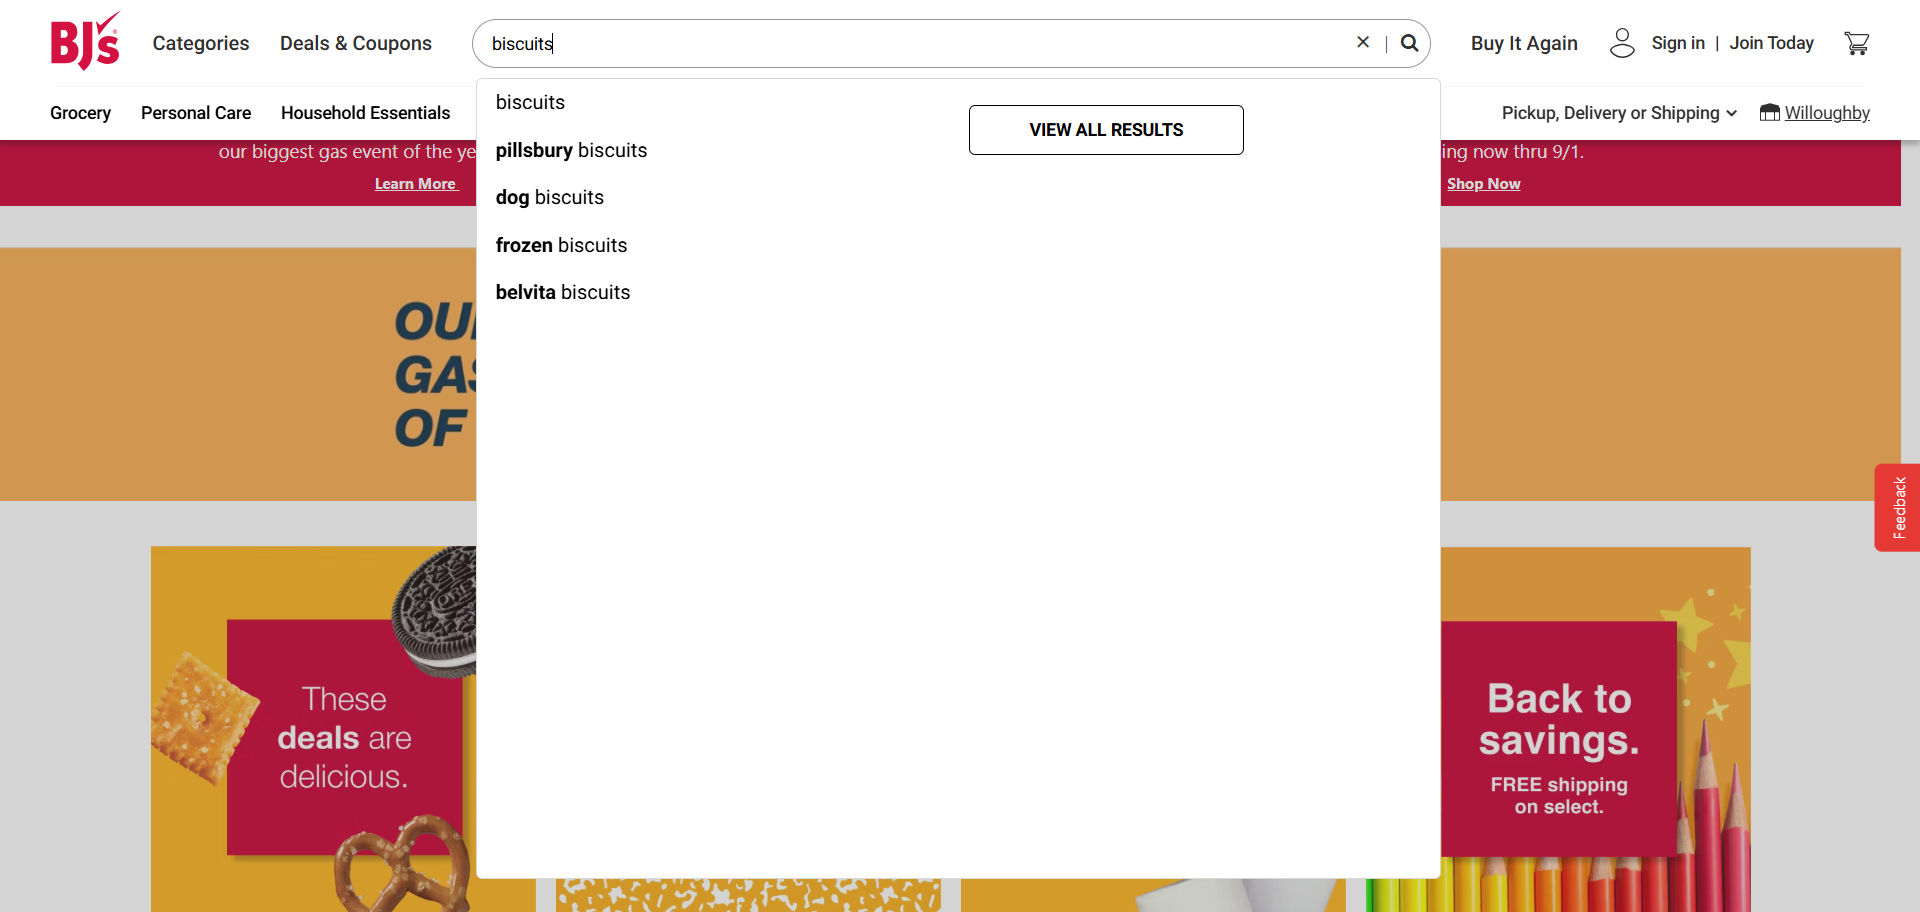 BJ's
Categories
Deals & Coupons
biscuits
Buy It Again
Sign in | Join Today
Grocery
Personal Care
Household Essentials
Pickup, Delivery or Shipping
Willoughby
biscuits
pillsbury biscuits
dog biscuits
frozen biscuits
belvita biscuits
VIEW ALL RESULTS
our biggest gas event of the ye
Learn More
ing now thru 9/1.
Shop Now
OU
GAS
OF
Feedback
These
deals are
delicious.
OREO
Back to
savings.
FREE shipping
on select.